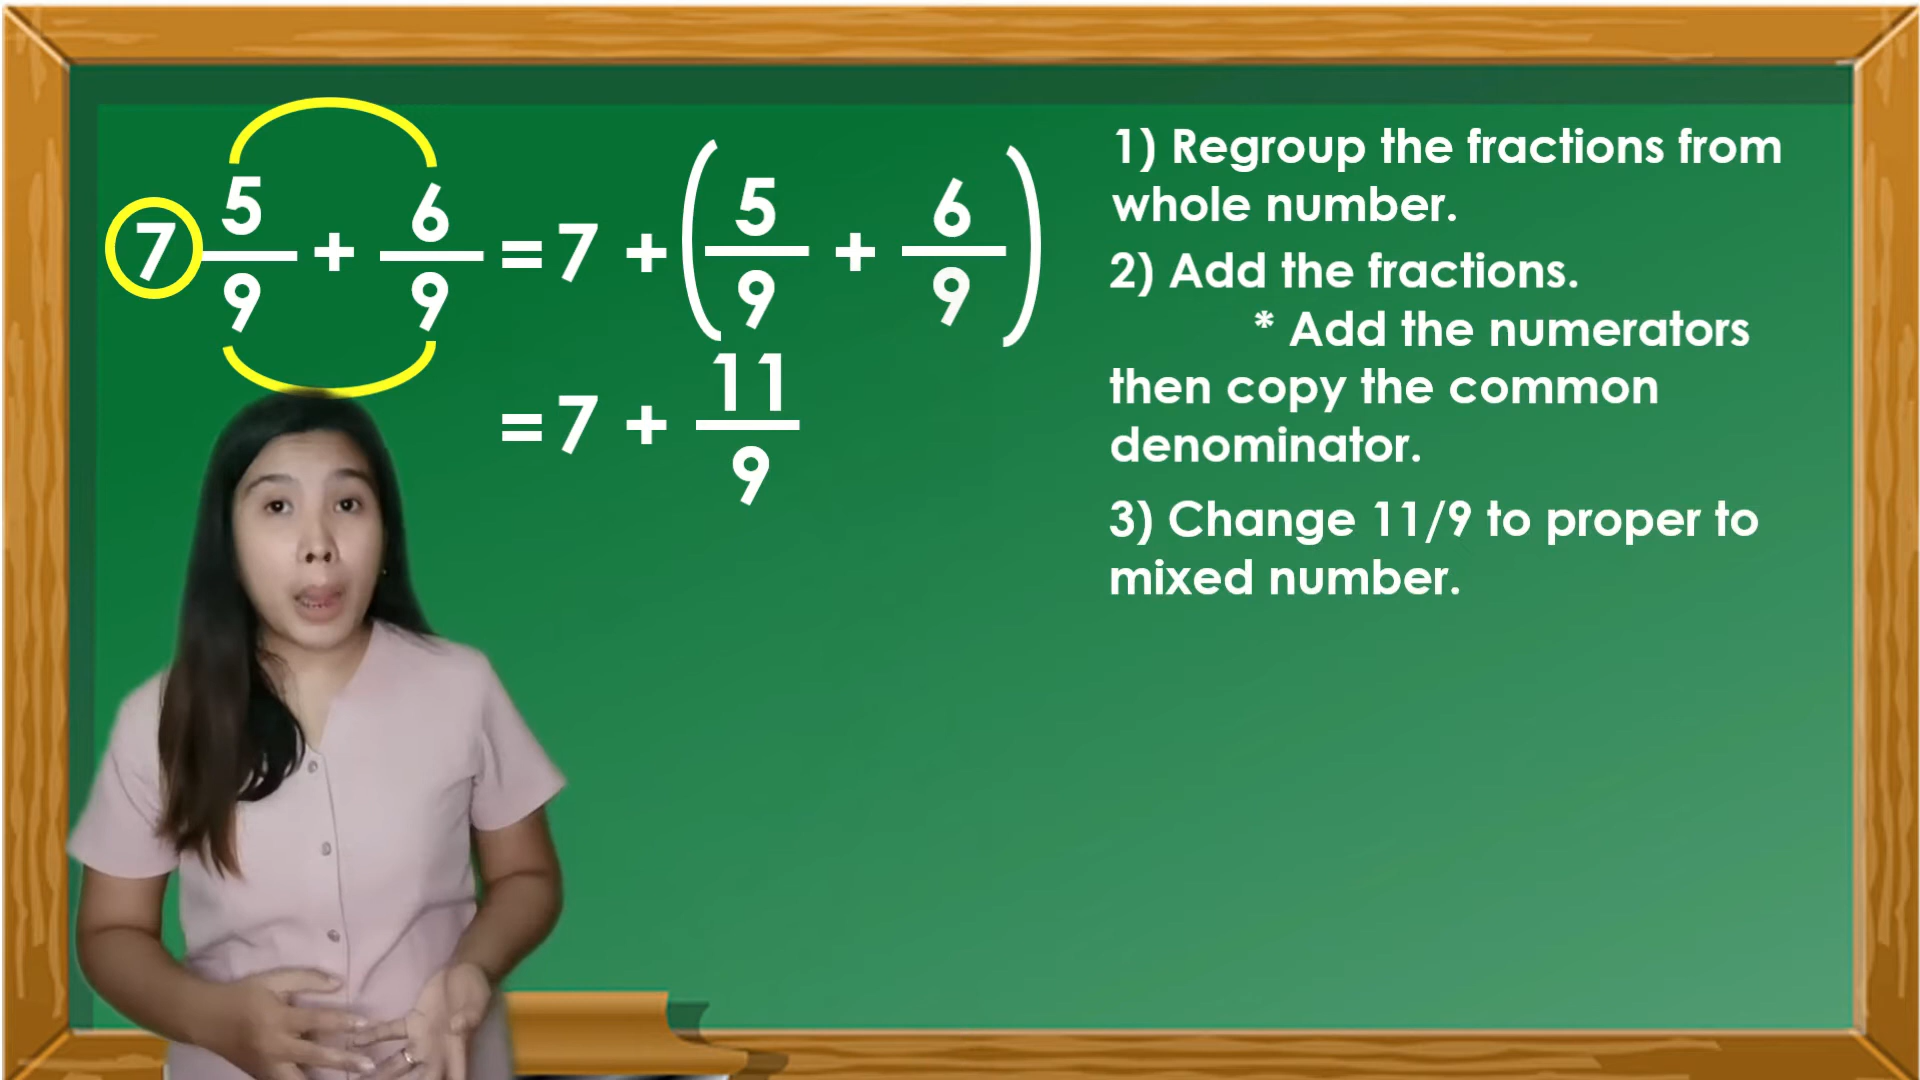 7 5/9 + 6/9 = 7 + (5/9 + 6/9)
= 7 + 11/9
1) Regroup the fractions from
whole number.
2) Add the fractions.
* Add the numerators
then copy the common
denominator.
3) Change 11/9 to proper to
mixed number.